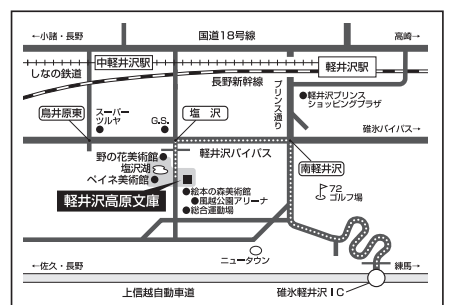 ←小諸・長野
国道18号線
高崎→
中軽井沢駅
軽井沢駅
しなの鉄道
長野新幹線
プリンス通り
鳥井原東
スーパー
ツルヤ
G.S.
塩 沢
軽井沢プリンス
ショッピングプラザ
碓氷バイパス→
野の花美術館
軽井沢バイパス
塩沢湖
ペイネ美術館
南軽井沢
軽井沢高原文庫
絵本の森美術館
風越公園アリーナ
総合運動場
72
ゴルフ場
ニュータウン
←佐久・長野
練馬→
上信越自動車道
碓氷軽井沢IC